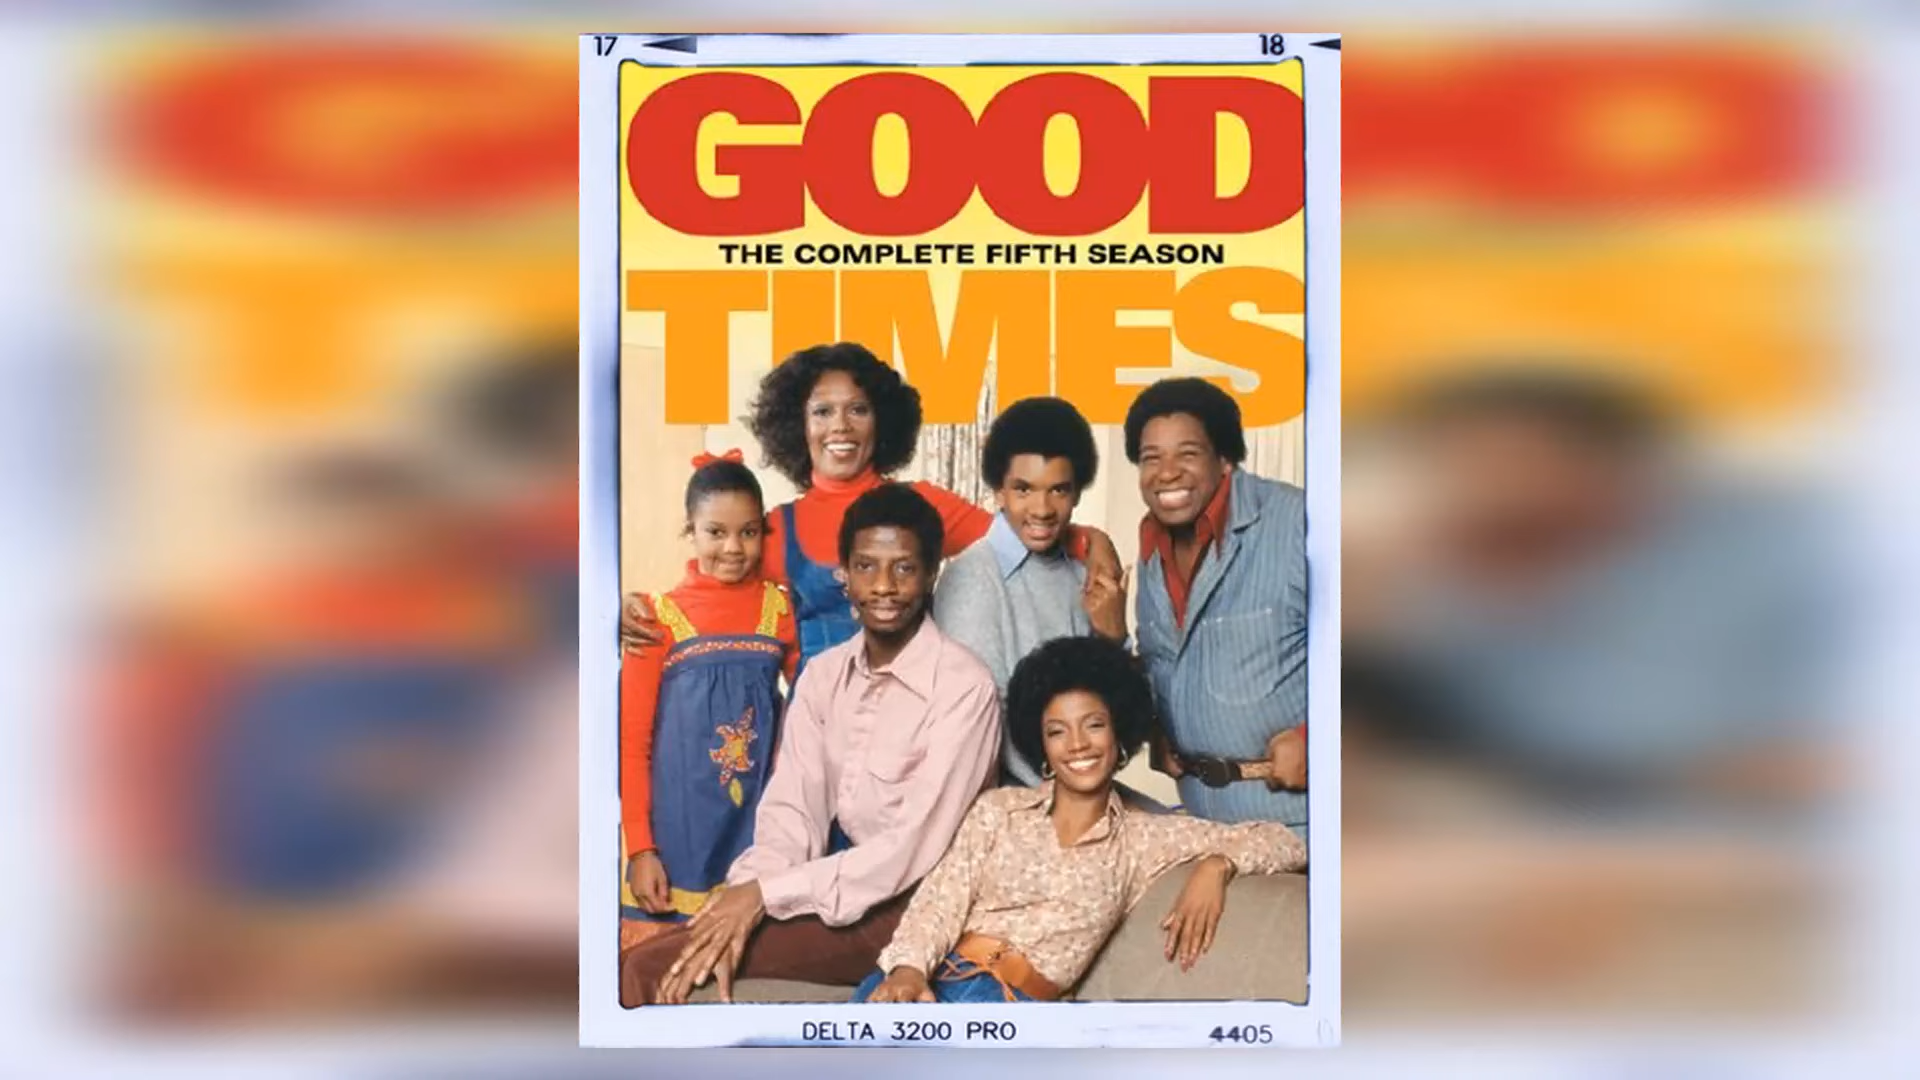 17 18
GOOD
THE COMPLETE FIFTH SEASON
TIMES
DELTA 3200 PRO 4405